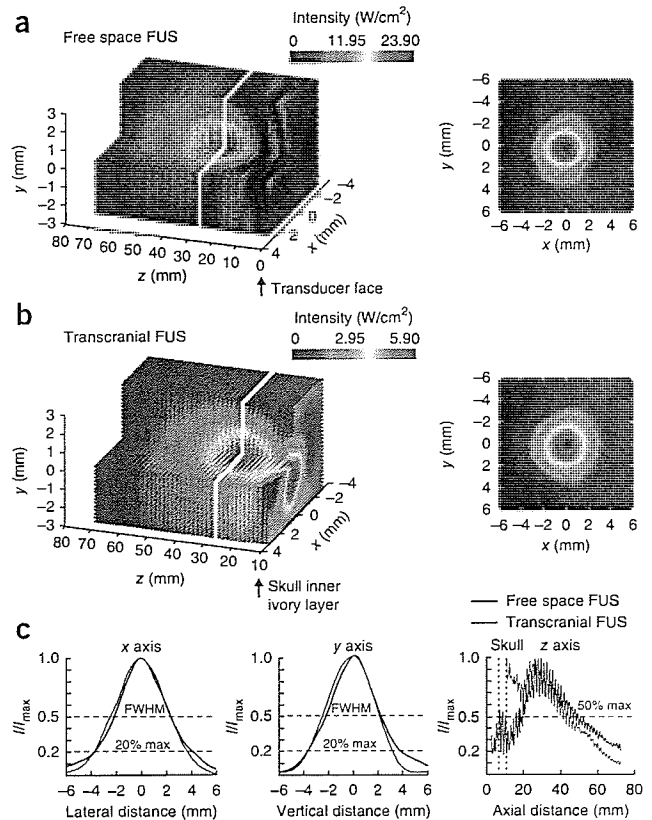 a
Free space FUS
Intensity (W/cm²)
0 11.95 23.90
y (mm)
3
2
1
0
−1
−2
−3
80 70 60 50 40 30 20 10 0
z (mm)
4 2 0 −2 −4
x (mm)
Transducer face
−6
−4
−2
0
2
4
6
y (mm)
−6 −4 −2 0 2 4 6
x (mm)
b
Transcranial FUS
Intensity (W/cm²)
0 2.95 5.90
y (mm)
3
2
1
0
−1
−2
−3
80 70 60 50 40 30 20 10
z (mm)
4 2 0 −2 −4
x (mm)
Skull inner
ivory layer
−6
−4
−2
0
2
4
6
y (mm)
−6 −4 −2 0 2 4 6
x (mm)
Free space FUS
Transcranial FUS
c
x axis
I/Imax
1.0
0.5
0.2
FWHM
20% max
−6 −4 −2 0 2 4 6
Lateral distance (mm)
y axis
I/Imax
1.0
0.5
0.2
FWHM
20% max
−6 −4 −2 0 2 4 6
Vertical distance (mm)
Skull z axis
I/Imax
1.0
0.5
0.2
50% max
0 20 40 60 80
Axial distance (mm)